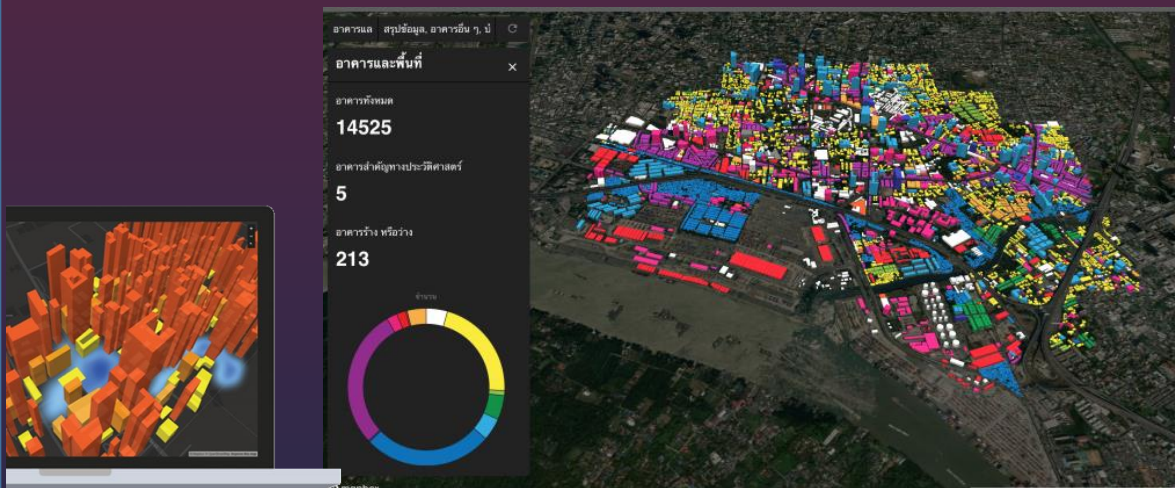 อาคารแล สรุปข้อมูล, อาคารอื่น ๆ, ป
อาคารและพื้นที่
อาคารทั้งหมด
14525
อาคารสำคัญทางประวัติศาสตร์
5
อาคารร้าง หรือว่าง
213
จำนวน